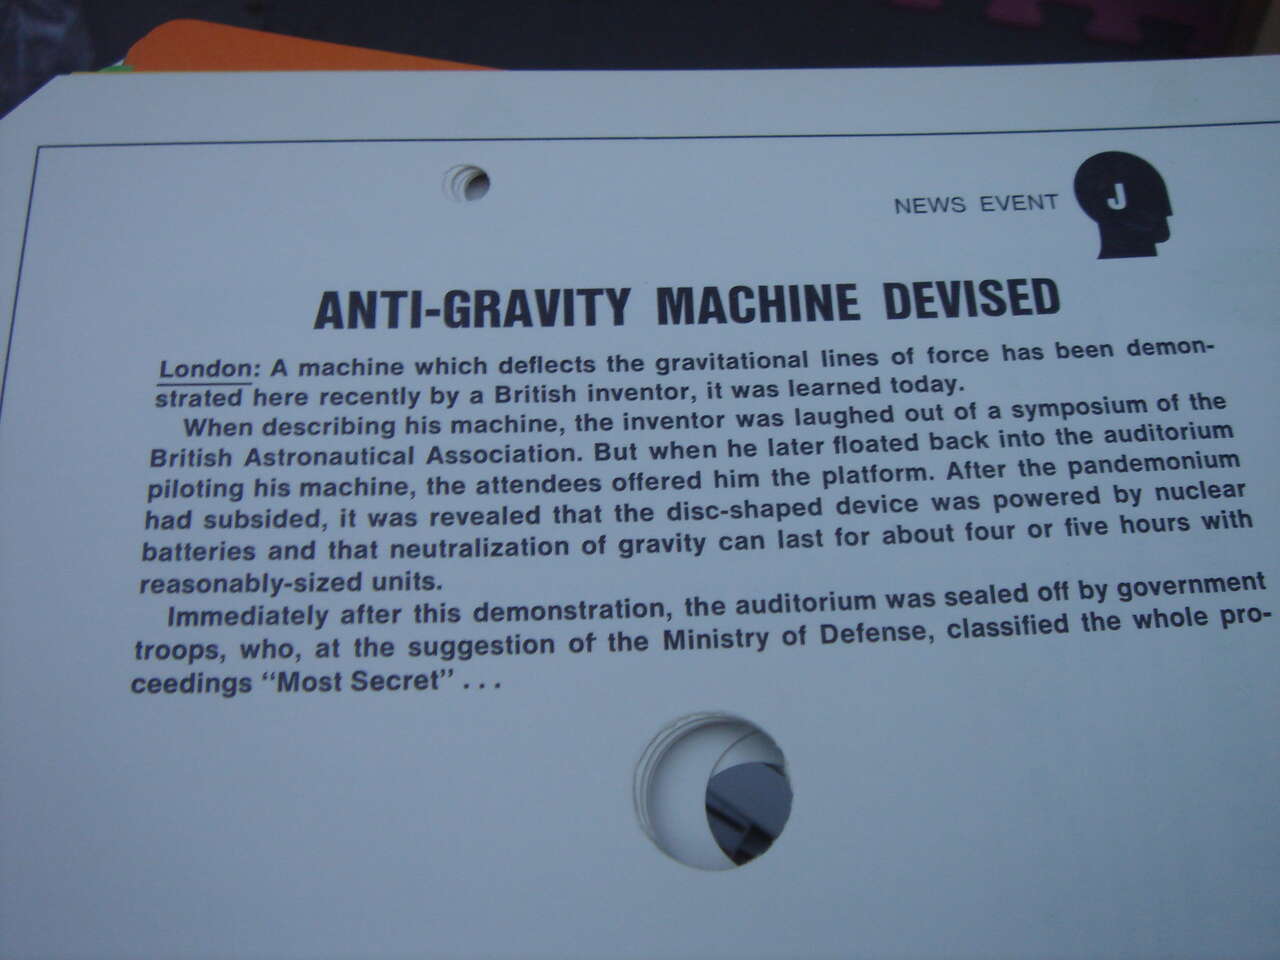 NEWS EVENT J
ANTI-GRAVITY MACHINE DEVISED
London: A machine which deflects the gravitational lines of force has been demon-
strated here recently by a British inventor, it was learned today.
When describing his machine, the inventor was laughed out of a symposium of the
British Astronautical Association. But when he later floated back into the auditorium
piloting his machine, the attendees offered him the platform. After the pandemonium
had subsided, it was revealed that the disc-shaped device was powered by nuclear
batteries and that neutralization of gravity can last for about four or five hours with
reasonably-sized units.
Immediately after this demonstration, the auditorium was sealed off by government
troops, who, at the suggestion of the Ministry of Defense, classified the whole pro-
ceedings “Most Secret” . . .